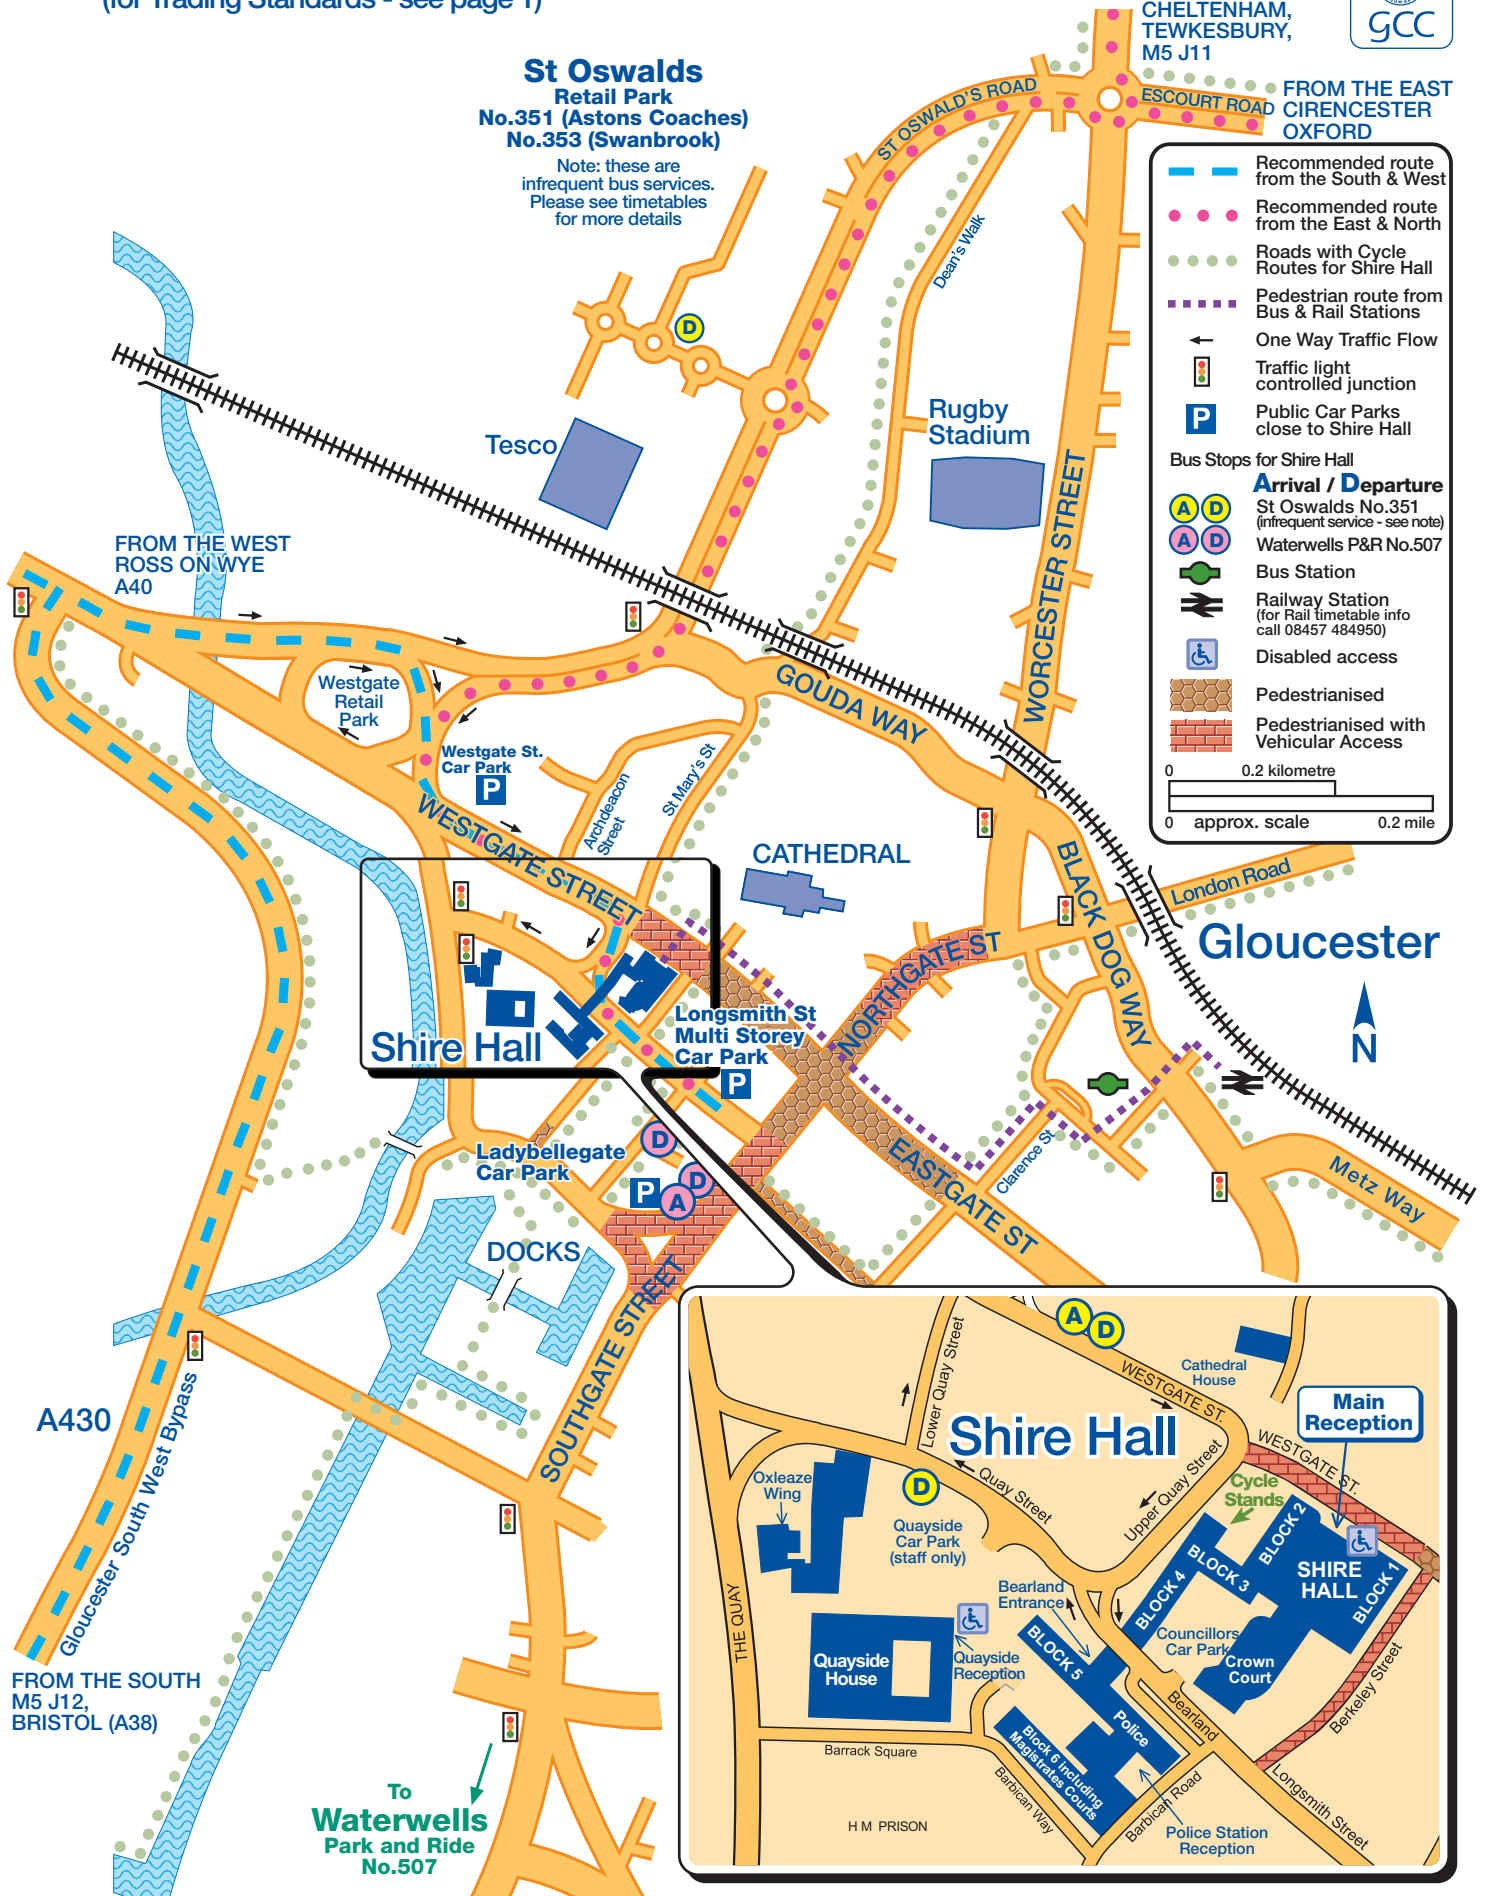 (for Trading Standards - see page 1)
CHELTENHAM,
TEWKESBURY,
M5 J11
gcc
St Oswalds
Retail Park
No.351 (Astons Coaches)
No.353 (Swanbrook)
Note: these are
infrequent bus services.
Please see timetables
for more details
ST OSWALD'S ROAD
ESCOURT ROAD
FROM THE EAST
CIRENCESTER
OXFORD
Recommended route
from the South & West
Recommended route
from the East & North
Roads with Cycle
Routes for Shire Hall
Pedestrian route from
Bus & Rail Stations
One Way Traffic Flow
Traffic light
controlled junction
P
Public Car Parks
close to Shire Hall
Bus Stops for Shire Hall
Arrival / Departure
A D
St Oswalds No.351
(infrequent service - see note)
A D
Waterwells P&R No.507
Bus Station
Railway Station
(for Rail timetable info
call 08457 484950)
Disabled access
Pedestrianised
Pedestrianised with
Vehicular Access
0 0.2 kilometre
0 approx. scale 0.2 mile
Dean's Walk
D
Tesco
Rugby
Stadium
WORCESTER STREET
FROM THE WEST
ROSS ON WYE
A40
Westgate
Retail
Park
GOUDA WAY
Westgate St.
Car Park
P
Archdeacon
Street
St Mary's St
WESTGATE STREET
CATHEDRAL
BLACK DOG WAY
London Road
Gloucester
N
NORTHGATE ST
Shire Hall
Longsmith St
Multi Storey
Car Park
P
Ladybellegate
Car Park
D
P
D
A
EASTGATE ST
Clarence St
Metz Way
DOCKS
SOUTHGATE STREET
A430
Gloucester South West Bypass
FROM THE SOUTH
M5 J12,
BRISTOL (A38)
To
Waterwells
Park and Ride
No.507
A
D
Lower Quay Street
WESTGATE ST.
Cathedral
House
Main
Reception
Shire Hall
WESTGATE ST.
Oxleaze
Wing
D
Quay Street
Upper Quay Street
Cycle
Stands
Quayside
Car Park
(staff only)
BLOCK 2
BLOCK 3
SHIRE
HALL
BLOCK 1
BLOCK 4
Bearland
Entrance
THE QUAY
Councillors
Car Park
Crown
Court
BLOCK 5
Quayside
House
Quayside
Reception
Berkeley Street
Bearland
Police
Block 6 including
Magistrates Courts
Barrack Square
Barbican Way
Barbican Road
Longsmith Street
H M PRISON
Police Station
Reception